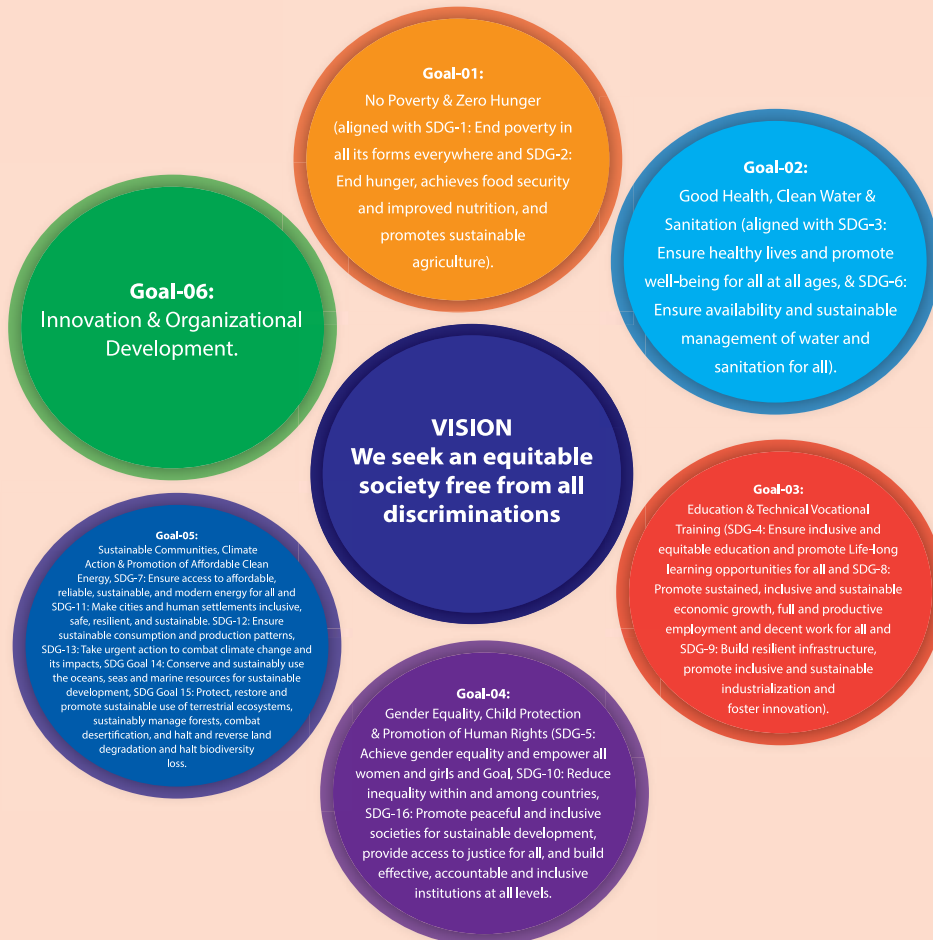 Goal-01:
No Poverty & Zero Hunger
(aligned with SDG-1: End poverty in
all its forms everywhere and SDG-2:
End hunger, achieves food security
and improved nutrition, and
promotes sustainable
agriculture).
Goal-02:
Good Health, Clean Water &
Sanitation (aligned with SDG-3:
Ensure healthy lives and promote
well-being for all at all ages, & SDG-6:
Ensure availability and sustainable
management of water and
sanitation for all).
Goal-03:
Education & Technical Vocational
Training (SDG-4: Ensure inclusive and
equitable education and promote Life-long
learning opportunities for all and SDG-8:
Promote sustained, inclusive and sustainable
economic growth, full and productive
employment and decent work for all and
SDG-9: Build resilient infrastructure,
promote inclusive and sustainable
industrialization and
foster innovation).
Goal-04:
Gender Equality, Child Protection
& Promotion of Human Rights (SDG-5:
Achieve gender equality and empower all
women and girls and Goal, SDG-10: Reduce
inequality within and among countries,
SDG-16: Promote peaceful and inclusive
societies for sustainable development,
provide access to justice for all, and build
effective, accountable and inclusive
institutions at all levels.
Goal-05:
Sustainable Communities, Climate
Action & Promotion of Affordable Clean
Energy, SDG-7: Ensure access to affordable,
reliable, sustainable, and modern energy for all and
SDG-11: Make cities and human settlements inclusive,
safe, resilient, and sustainable. SDG-12: Ensure
sustainable consumption and production patterns,
SDG-13: Take urgent action to combat climate change and
its impacts, SDG Goal 14: Conserve and sustainably use
the oceans, seas and marine resources for sustainable
development, SDG Goal 15: Protect, restore and
promote sustainable use of terrestrial ecosystems,
sustainably manage forests, combat
desertification, and halt and reverse land
degradation and halt biodiversity
loss.
Goal-06:
Innovation & Organizational
Development.
VISION
We seek an equitable
society free from all
discriminations